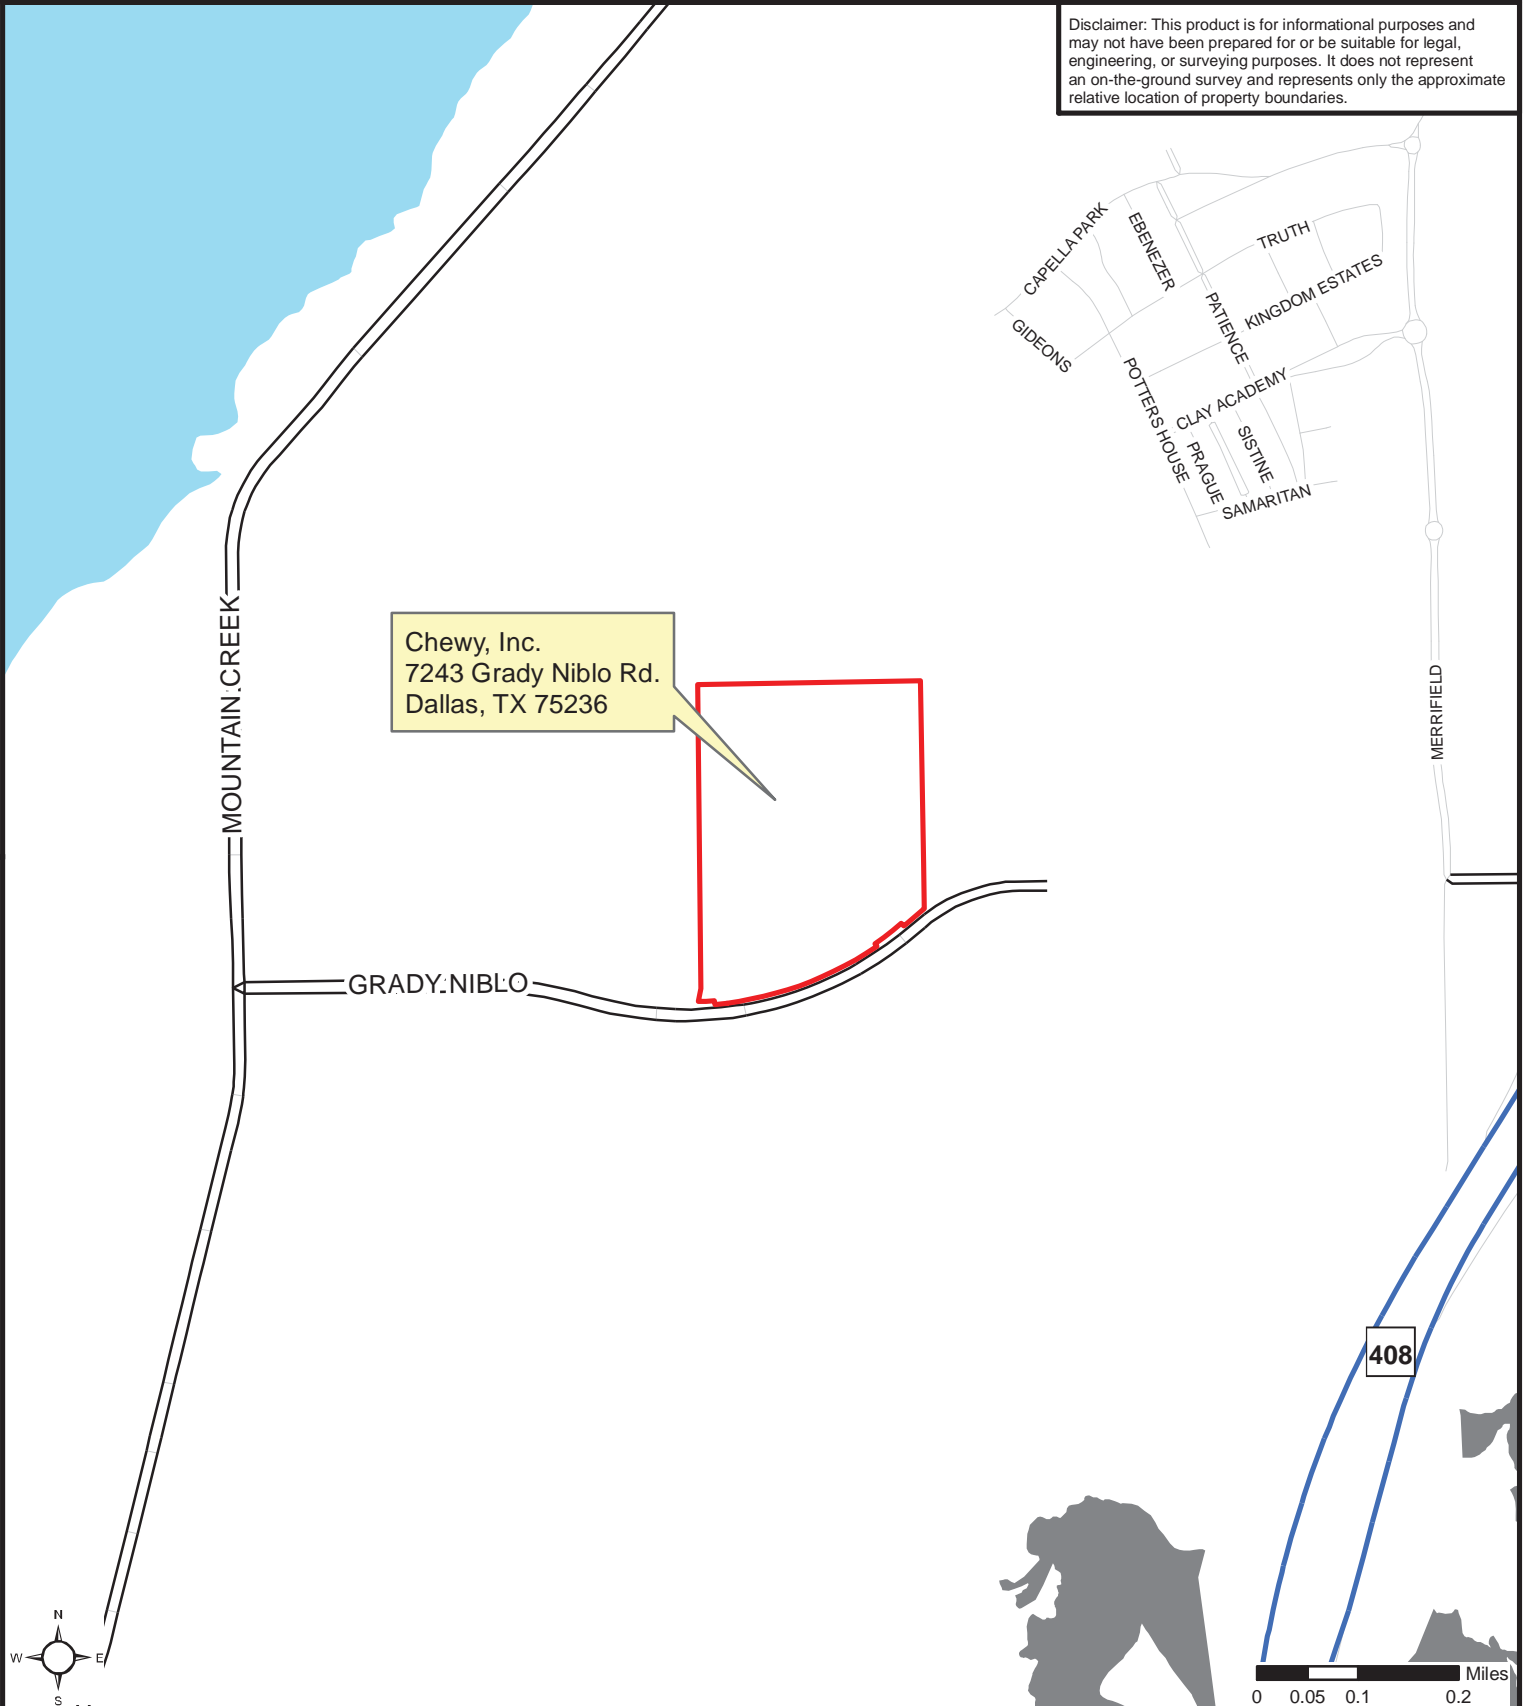 Disclaimer: This product is for informational purposes and
may not have been prepared for or be suitable for legal,
engineering, or surveying purposes. It does not represent
an on-the-ground survey and represents only the approximate
relative location of property boundaries.
CAPELLA PARK
EBENEZER
TRUTH
GIDEONS
PATIENCE
KINGDOM ESTATES
POTTERS HOUSE
CLAY ACADEMY
PRAGUE
SISTINE
SAMARITAN
MOUNTAIN CREEK
Chewy, Inc.
7243 Grady Niblo Rd.
Dallas, TX 75236
MERRIFIELD
GRADY NIBLO
408
N
W E
S
Miles
0 0.05 0.1 0.2